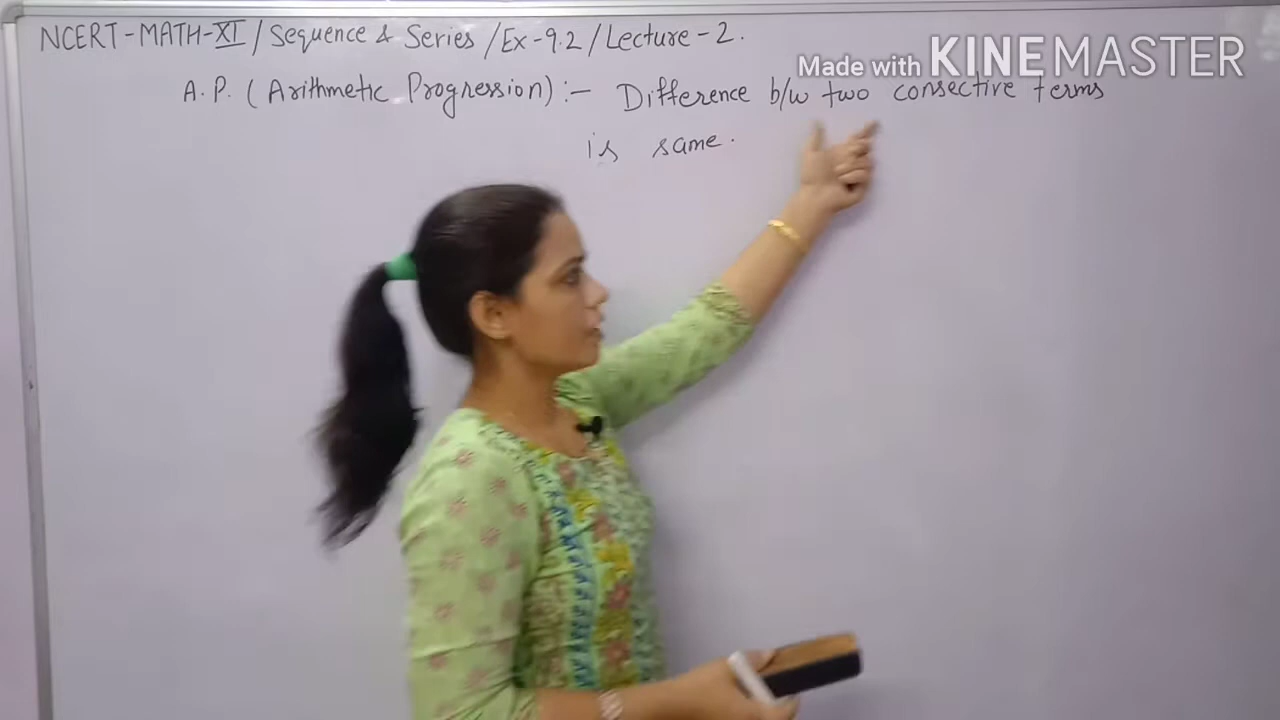 NCERT-MATH-XI / Sequence & Series / Ex-9.2 / Lecture-2.
Made with KINEMASTER
A.P. (Arithmetic Progression) :- Difference b/w two consective terms
is same.